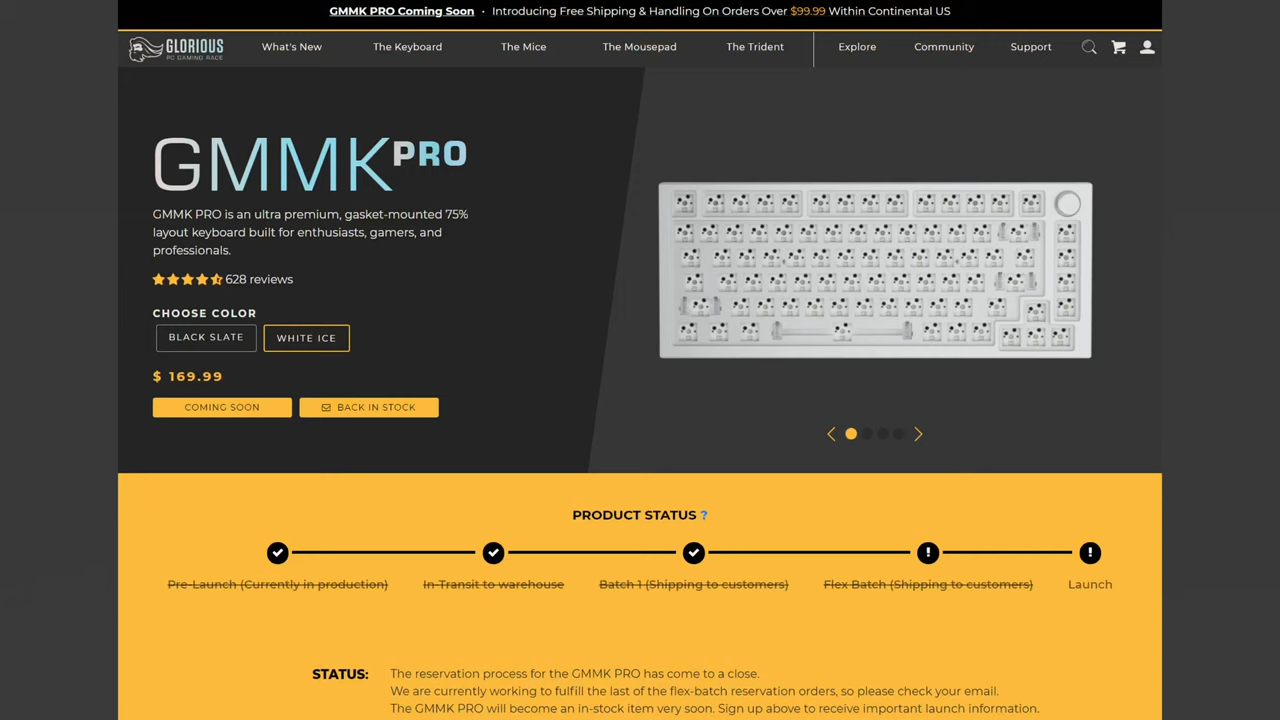 GMMK PRO Coming Soon · Introducing Free Shipping & Handling On Orders Over $99.99 Within Continental US
GLORIOUS
PC GAMING RACE
What's New The Keyboard The Mice The Mousepad The Trident Explore Community Support
GMMK PRO
GMMK PRO is an ultra premium, gasket-mounted 75%
layout keyboard built for enthusiasts, gamers, and
professionals.
628 reviews
CHOOSE COLOR
BLACK SLATE WHITE ICE
$ 169.99
COMING SOON BACK IN STOCK
PRODUCT STATUS ?
Pre-Launch (Currently in production) In-Transit to warehouse Batch 1 (Shipping to customers) Flex Batch (Shipping to customers) Launch
STATUS: The reservation process for the GMMK PRO has come to a close.
We are currently working to fulfill the last of the flex-batch reservation orders, so please check your email.
The GMMK PRO will become an in-stock item very soon. Sign up above to receive important launch information.